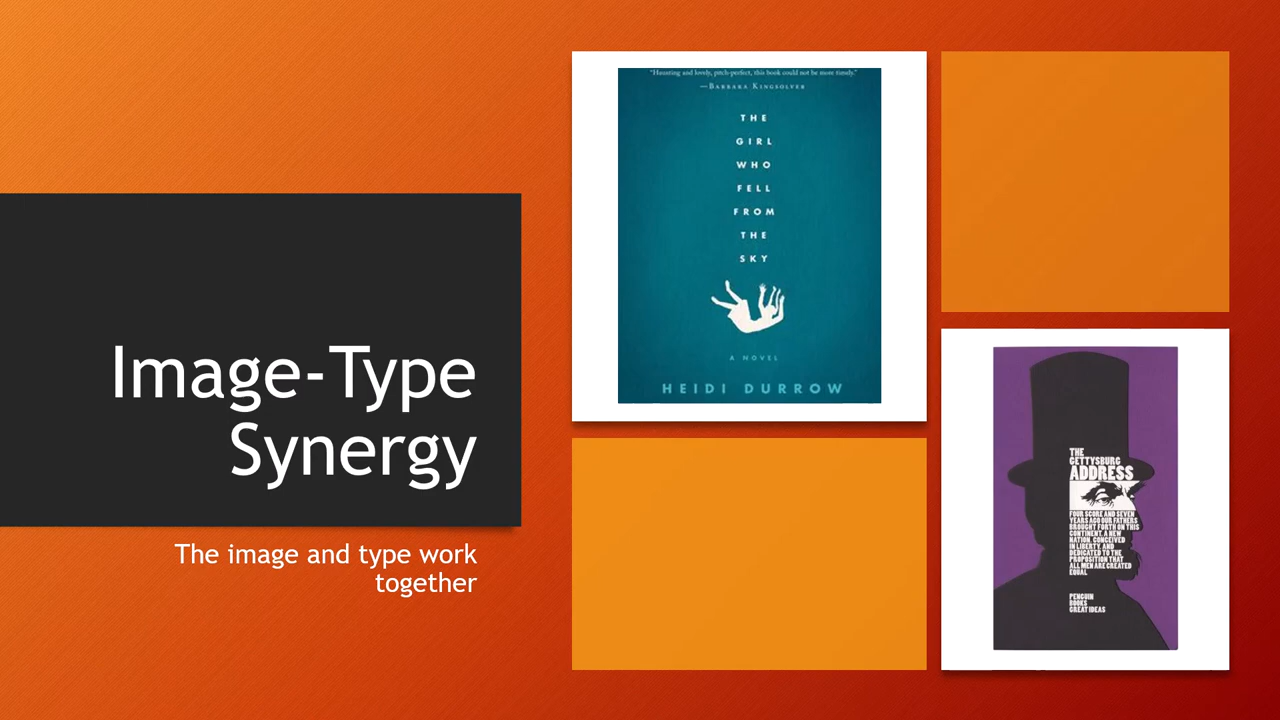 Image-Type
Synergy
The image and type work
together
"Haunting and lovely, pitch-perfect, this book could not be more timely."
—BARBARA KINGSOLVER
THE
GIRL
WHO
FELL
FROM
THE
SKY
A NOVEL
HEIDI DURROW
THE
GETTYSBURG
ADDRESS
FOUR SCORE AND SEVEN
YEARS AGO OUR FATHERS
BROUGHT FORTH ON THIS
CONTINENT, A NEW
NATION, CONCEIVED
IN LIBERTY, AND
DEDICATED TO THE
PROPOSITION THAT
ALL MEN ARE CREATED
EQUAL
PENGUIN
BOOKS
GREAT IDEAS